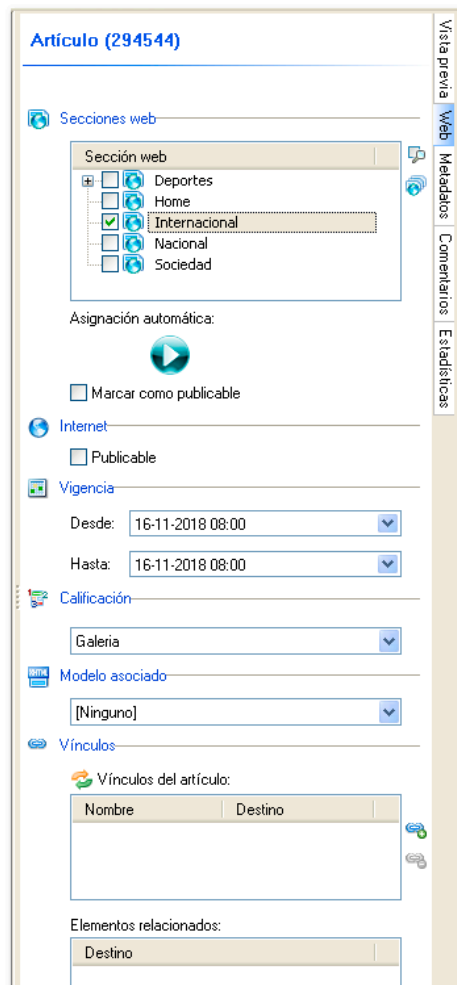 Artículo (294544)
Vista previa
Web
Metadatos
Comentarios
Estadísticas
Secciones web
Sección web
Deportes
Home
Internacional
Nacional
Sociedad
Asignación automática:
Marcar como publicable
Internet
Publicable
Vigencia
Desde: 16-11-2018 08:00
Hasta: 16-11-2018 08:00
Calificación
Galeria
Modelo asociado
[Ninguno]
Vínculos
Vínculos del artículo:
Nombre Destino
Elementos relacionados:
Destino